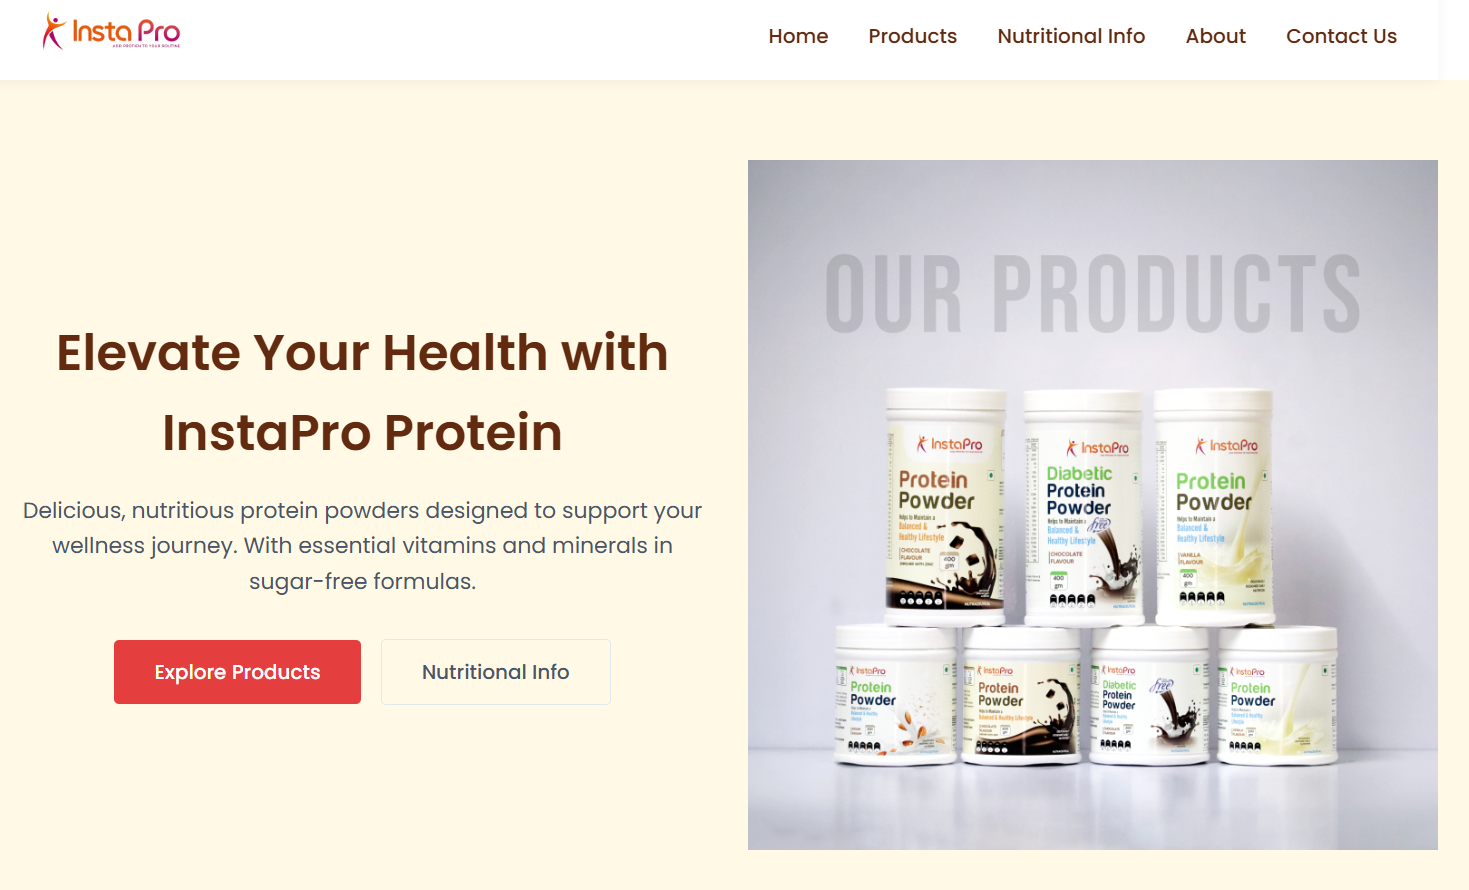 Insta Pro
ADD PROTEIN TO YOUR ROUTINE
Home Products Nutritional Info About Contact Us
Elevate Your Health with
InstaPro Protein
Delicious, nutritious protein powders designed to support your
wellness journey. With essential vitamins and minerals in
sugar-free formulas.
Explore Products Nutritional Info
OUR PRODUCTS
InstaPro
Protein
Powder
Helps to Maintain a
Balanced &
Healthy Lifestyle
CHOCOLATE
FLAVOUR
400
gm
InstaPro
Diabetic
Protein
Powder
Helps to Maintain a
Balanced &
Healthy Lifestyle
free
CHOCOLATE
FLAVOUR
400
gm
InstaPro
Protein
Powder
Helps to Maintain a
Balanced &
Healthy Lifestyle
VANILLA
FLAVOUR
400
gm
InstaPro
Protein
Powder
InstaPro
Protein
Powder
Balanced & Healthy Lifestyle
InstaPro
Diabetic
Protein
Powder
free
InstaPro
Protein
Powder